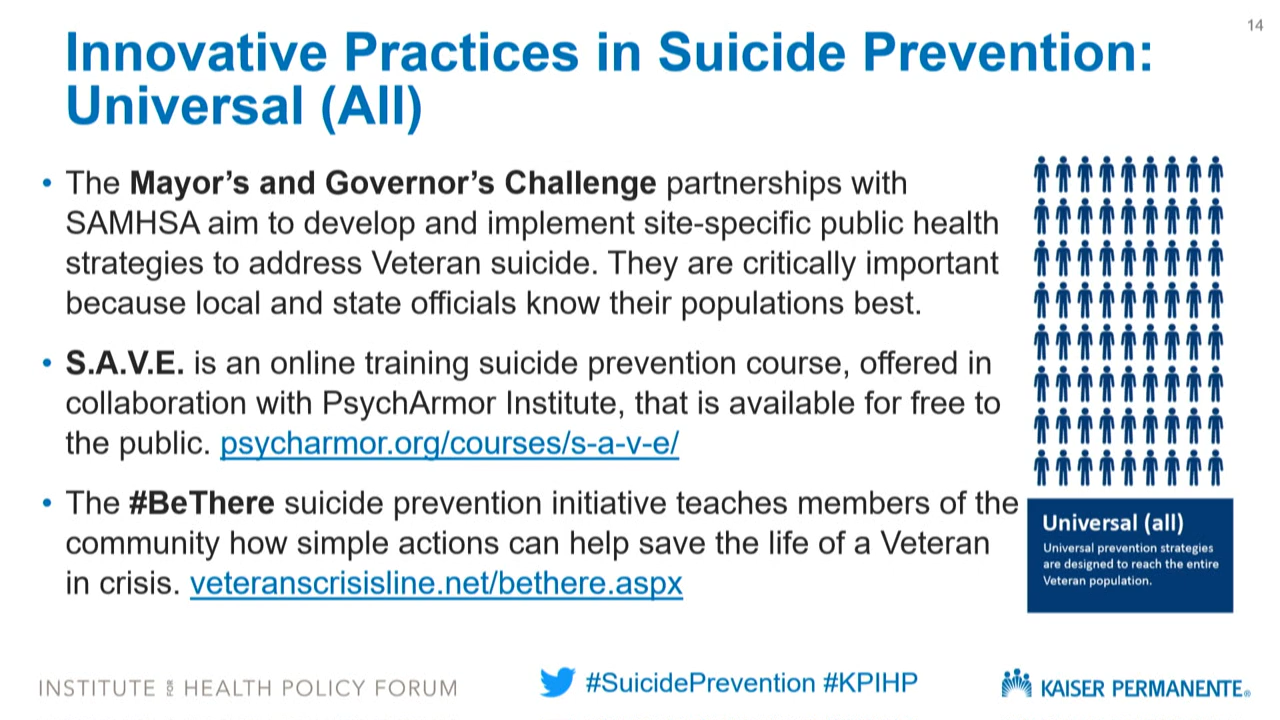 14
Innovative Practices in Suicide Prevention:
Universal (All)
• The Mayor’s and Governor’s Challenge partnerships with
SAMHSA aim to develop and implement site-specific public health
strategies to address Veteran suicide. They are critically important
because local and state officials know their populations best.
• S.A.V.E. is an online training suicide prevention course, offered in
collaboration with PsychArmor Institute, that is available for free to
the public. psycharmor.org/courses/s-a-v-e/
• The #BeThere suicide prevention initiative teaches members of the
community how simple actions can help save the life of a Veteran
in crisis. veteranscrisisline.net/bethere.aspx
Universal (all)
Universal prevention strategies
are designed to reach the entire
Veteran population.
INSTITUTE FOR HEALTH POLICY FORUM
#SuicidePrevention #KPIHP
KAISER PERMANENTE®